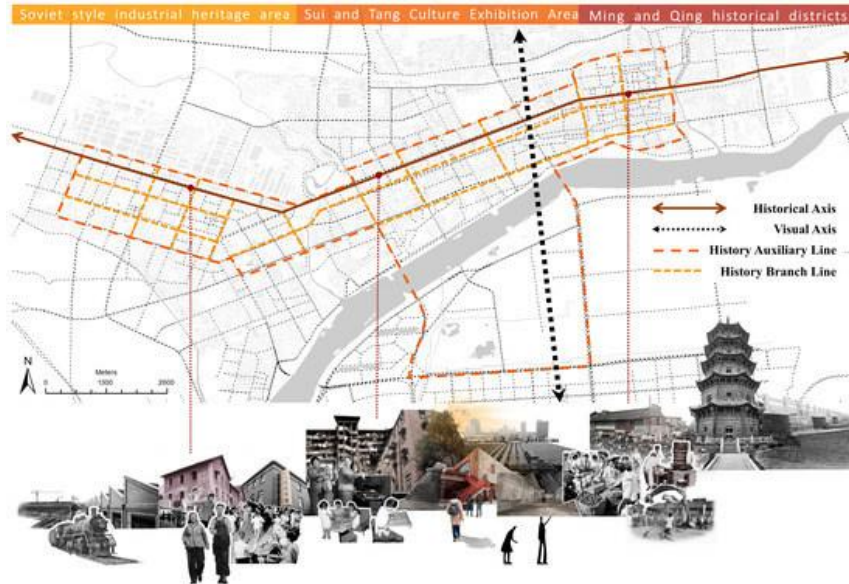 Soviet style industrial heritage area
Sui and Tang Culture Exhibition Area
Ming and Qing historical districts
Historical Axis
Visual Axis
History Auxiliary Line
History Branch Line
N
Meters
0 1500 2000